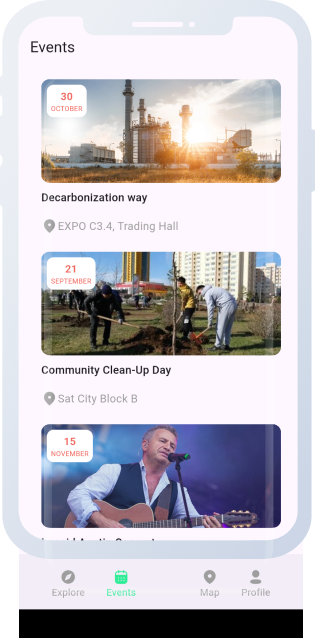 Events
30
OCTOBER
Decarbonization way
EXPO C3.4, Trading Hall
21
SEPTEMBER
Community Clean-Up Day
Sat City Block B
15
NOVEMBER
Explore
Events
Map
Profile